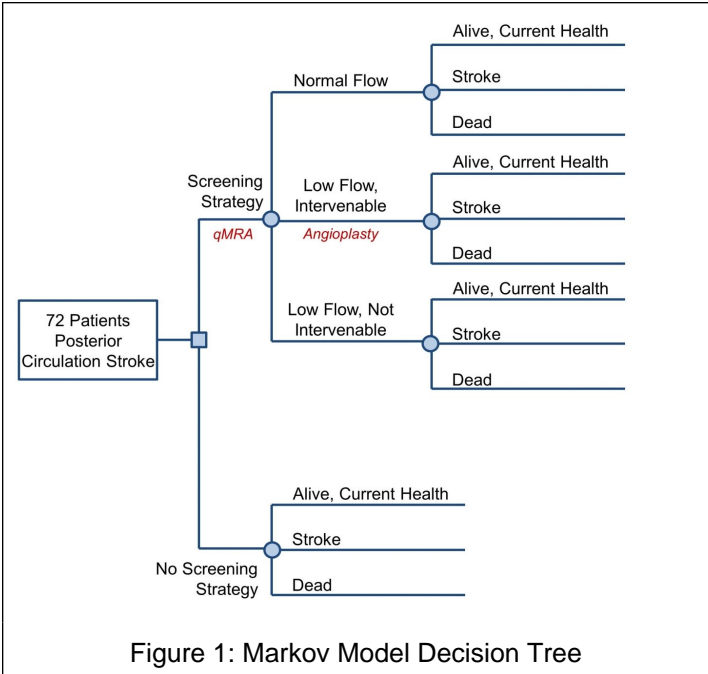 Alive, Current Health
Stroke
Dead
Normal Flow
Alive, Current Health
Stroke
Dead
Screening
Strategy
qMRA
Low Flow,
Intervenable
Angioplasty
Alive, Current Health
Stroke
Dead
Low Flow, Not
Intervenable
72 Patients
Posterior
Circulation Stroke
Alive, Current Health
Stroke
Dead
No Screening
Strategy
Figure 1: Markov Model Decision Tree